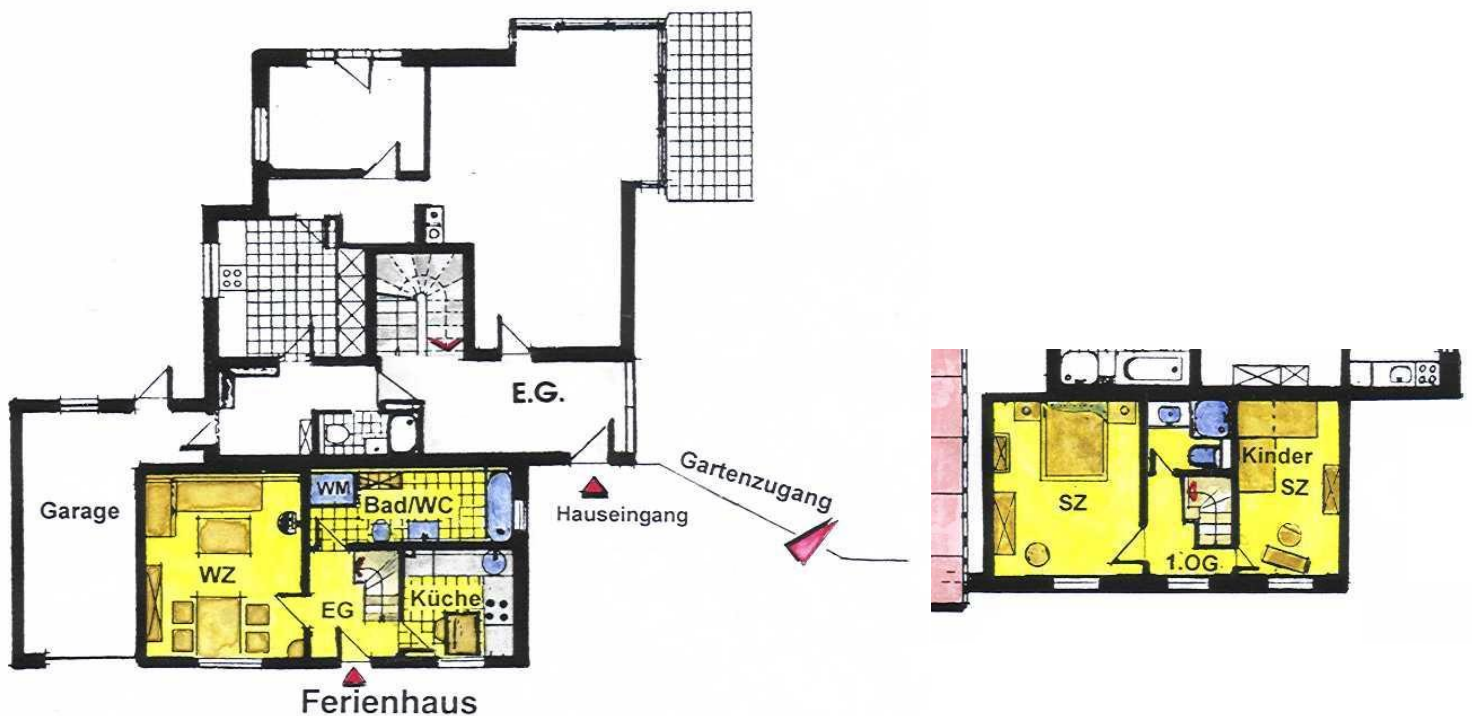 E.G.
Gartenzugang
Hauseingang
Garage
WM
Bad/WC
WZ
EG
Küche
Ferienhaus
SZ
Kinder
SZ
1.OG